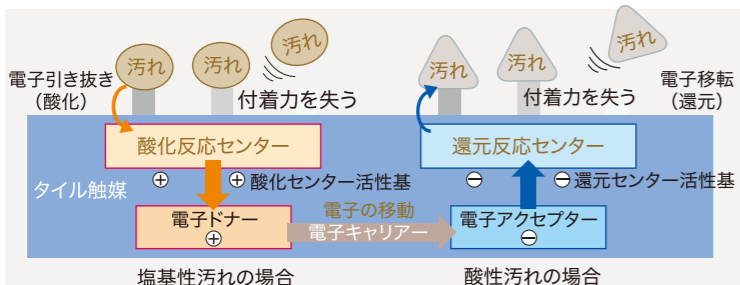 汚れ
汚れ
汚れ
汚れ
汚れ
汚れ
電子引き抜き
（酸化）
付着力を失う
付着力を失う
電子移転
（還元）
酸化反応センター
還元反応センター
⊕
⊕
酸化センター活性基
⊖
⊖
還元センター活性基
タイル触媒
電子ドナー
⊕
電子の移動
電子キャリアー
電子アクセプター
⊖
塩基性汚れの場合
酸性汚れの場合